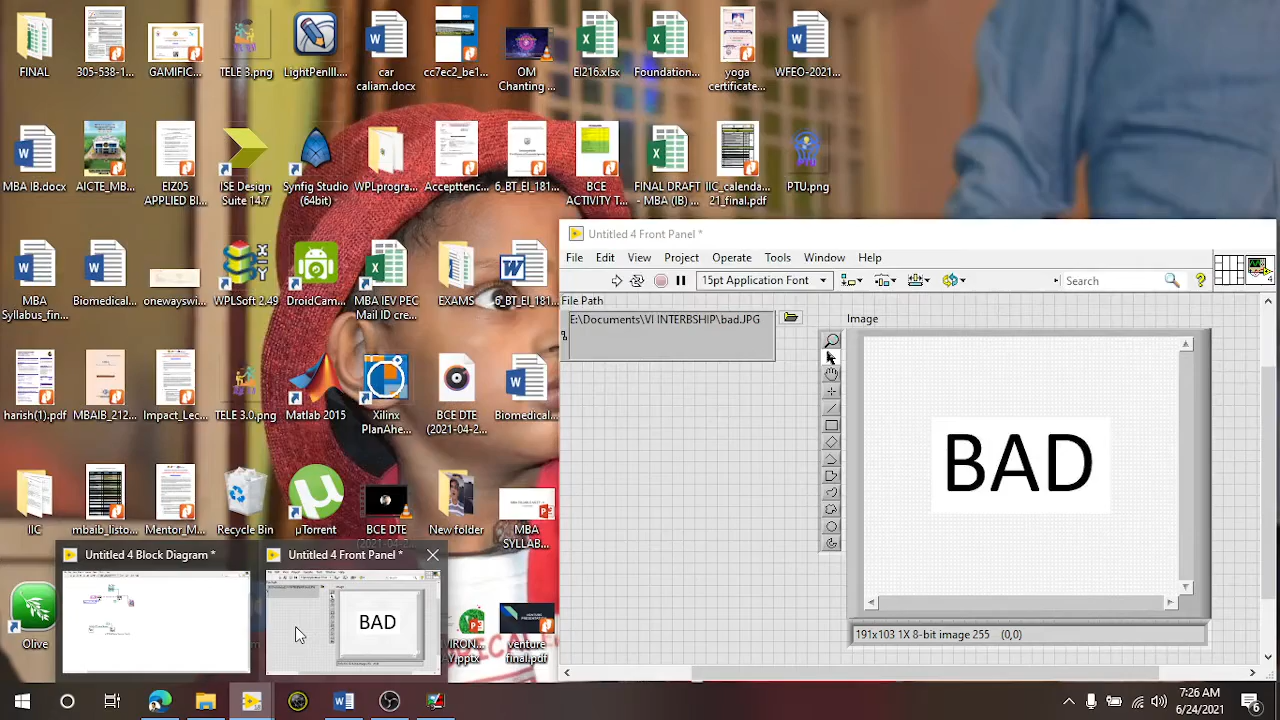 FINAL
305-538-1...
GAMIFIC...
TELE 3.png
LightPenIII....
car
caliam.docx
cc7ec2_be1...
OM
Chanting ...
EI216.xlsx
Foundation...
yoga
certificate...
WFEO-2021...
MBA IB.docx
AICTE_MB...
EIZ05
APPLIED BI...
ISE Design
Suite 14.7
Synfig Studio
(64bit)
WPLprogra...
Accepttenc...
6_BT_EI_181...
BCE
ACTIVITY T...
FINAL DRAFT
- MBA (IB) ...
IIC_calenda...
21_final.pdf
PTU.png
Untitled 4 Front Panel *
File Edit View Project Operate Tools Window Help
15pt Application Font
Search
File Path
E:\Documents\VI INTERBSHIP\bad.JPG
Image
BAD
191x103 1X 8-bit image 255 (0,0)
MBA
Syllabus_fin...
Biomedical...
onewayswi...
WPLSoft 2.49
DroidCam...
MBA IEV PEC
Mail ID cre...
EXAMS
6_BT_EI_181...
harish(1).pdf
MBAIB_212...
Impact_Lec...
TELE 3.0.png
Matlab 2015
Xilinx
PlanAhe...
BCE DTE
(2021-04-2...
Biomedical...
IIC
mbaib_listo...
Mentor_M...
Recycle Bin
µTorrent
BCE DTE
(2021-04-2...
New folder
MBA
SYLLAB...
Untitled 4 Block Diagram *
Untitled 4 Front Panel *
BAD
Olive
venture
final.pdf
7:26 AM
6/24/2021
6